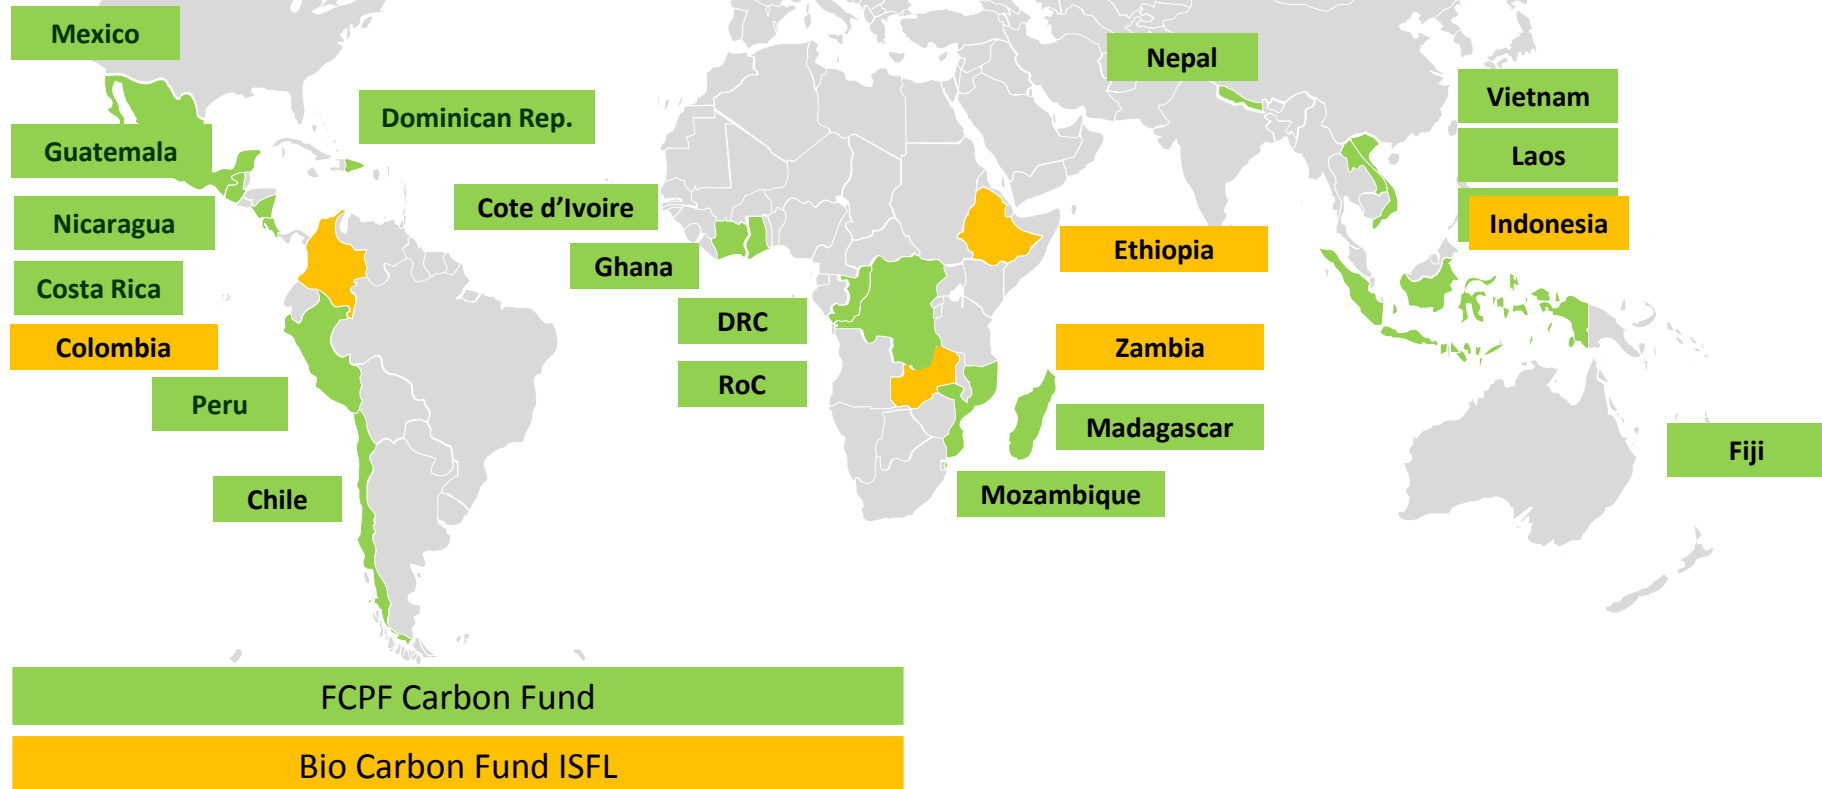 Mexico
Nepal
Vietnam
Dominican Rep.
Guatemala
Laos
Cote d'Ivoire
Nicaragua
Indonesia
Ethiopia
Ghana
Costa Rica
DRC
Colombia
Zambia
RoC
Peru
Madagascar
Fiji
Chile
Mozambique
FCPF Carbon Fund
Bio Carbon Fund ISFL